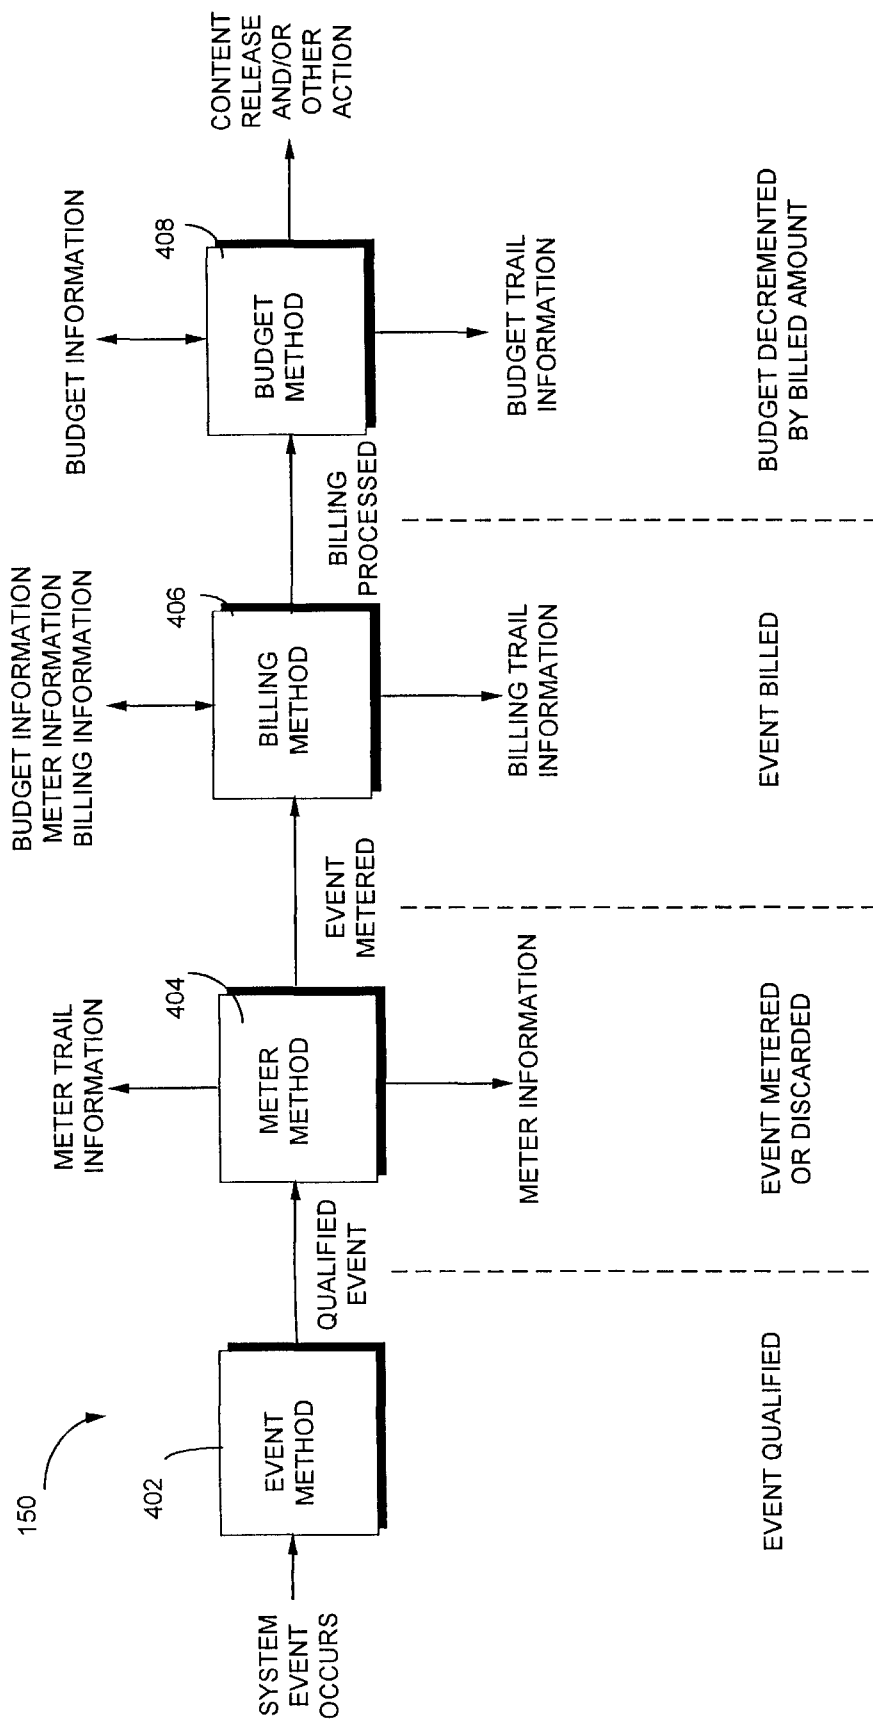 150
SYSTEM
EVENT
OCCURS
402
EVENT
METHOD
QUALIFIED
EVENT
METER TRAIL
INFORMATION
404
METER
METHOD
METER INFORMATION
EVENT
METERED
BUDGET INFORMATION
METER INFORMATION
BILLING INFORMATION
406
BILLING
METHOD
BILLING TRAIL
INFORMATION
BILLING
PROCESSED
BUDGET INFORMATION
408
BUDGET
METHOD
BUDGET TRAIL
INFORMATION
CONTENT
RELEASE
AND/OR
OTHER
ACTION
EVENT QUALIFIED
EVENT METERED
OR DISCARDED
EVENT BILLED
BUDGET DECREMENTED
BY BILLED AMOUNT